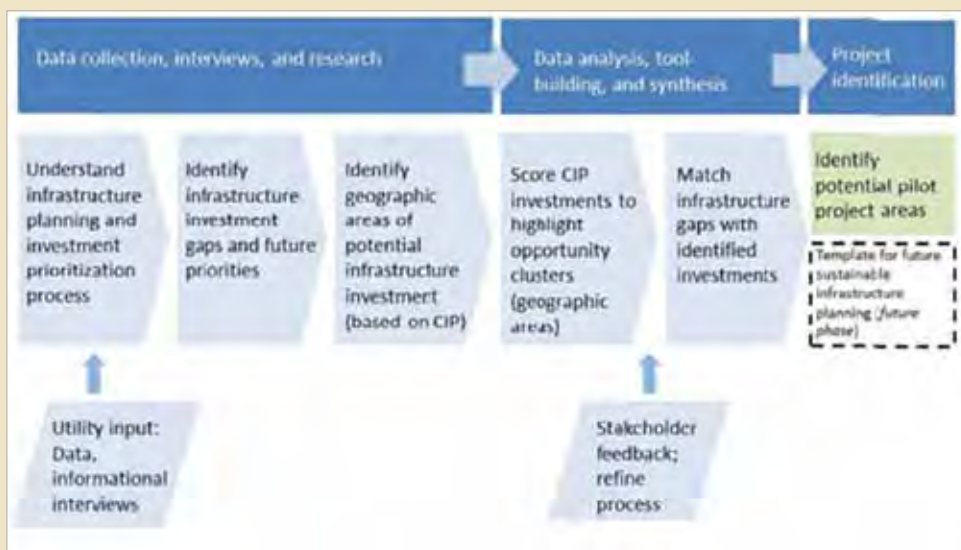 Data collection, interviews, and research
Data analysis, tool-
building, and synthesis
Project
identification
Understand
infrastructure
planning and
investment
prioritization
process
Identify
infrastructure
investment
gaps and future
priorities
Identify
geographic
areas of
potential
infrastructure
investment
(based on CIP)
Score CIP
investments to
highlight
opportunity
clusters
(geographic
areas)
Match
infrastructure
gaps with
identified
investments
Identify
potential pilot
project areas
Template for future
sustainable
infrastructure
planning (future
phase)
Utility input:
Data,
informational
interviews
Stakeholder
feedback;
refine
process